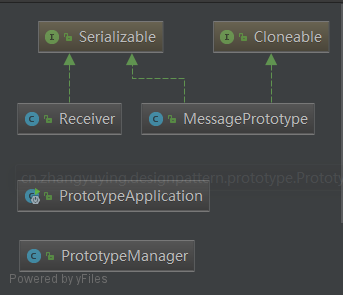 Serializable
Cloneable
Receiver
MessagePrototype
cn.zhangyuying.designpattern.prototype.Protot
PrototypeApplication
PrototypeManager
Powered by yFiles